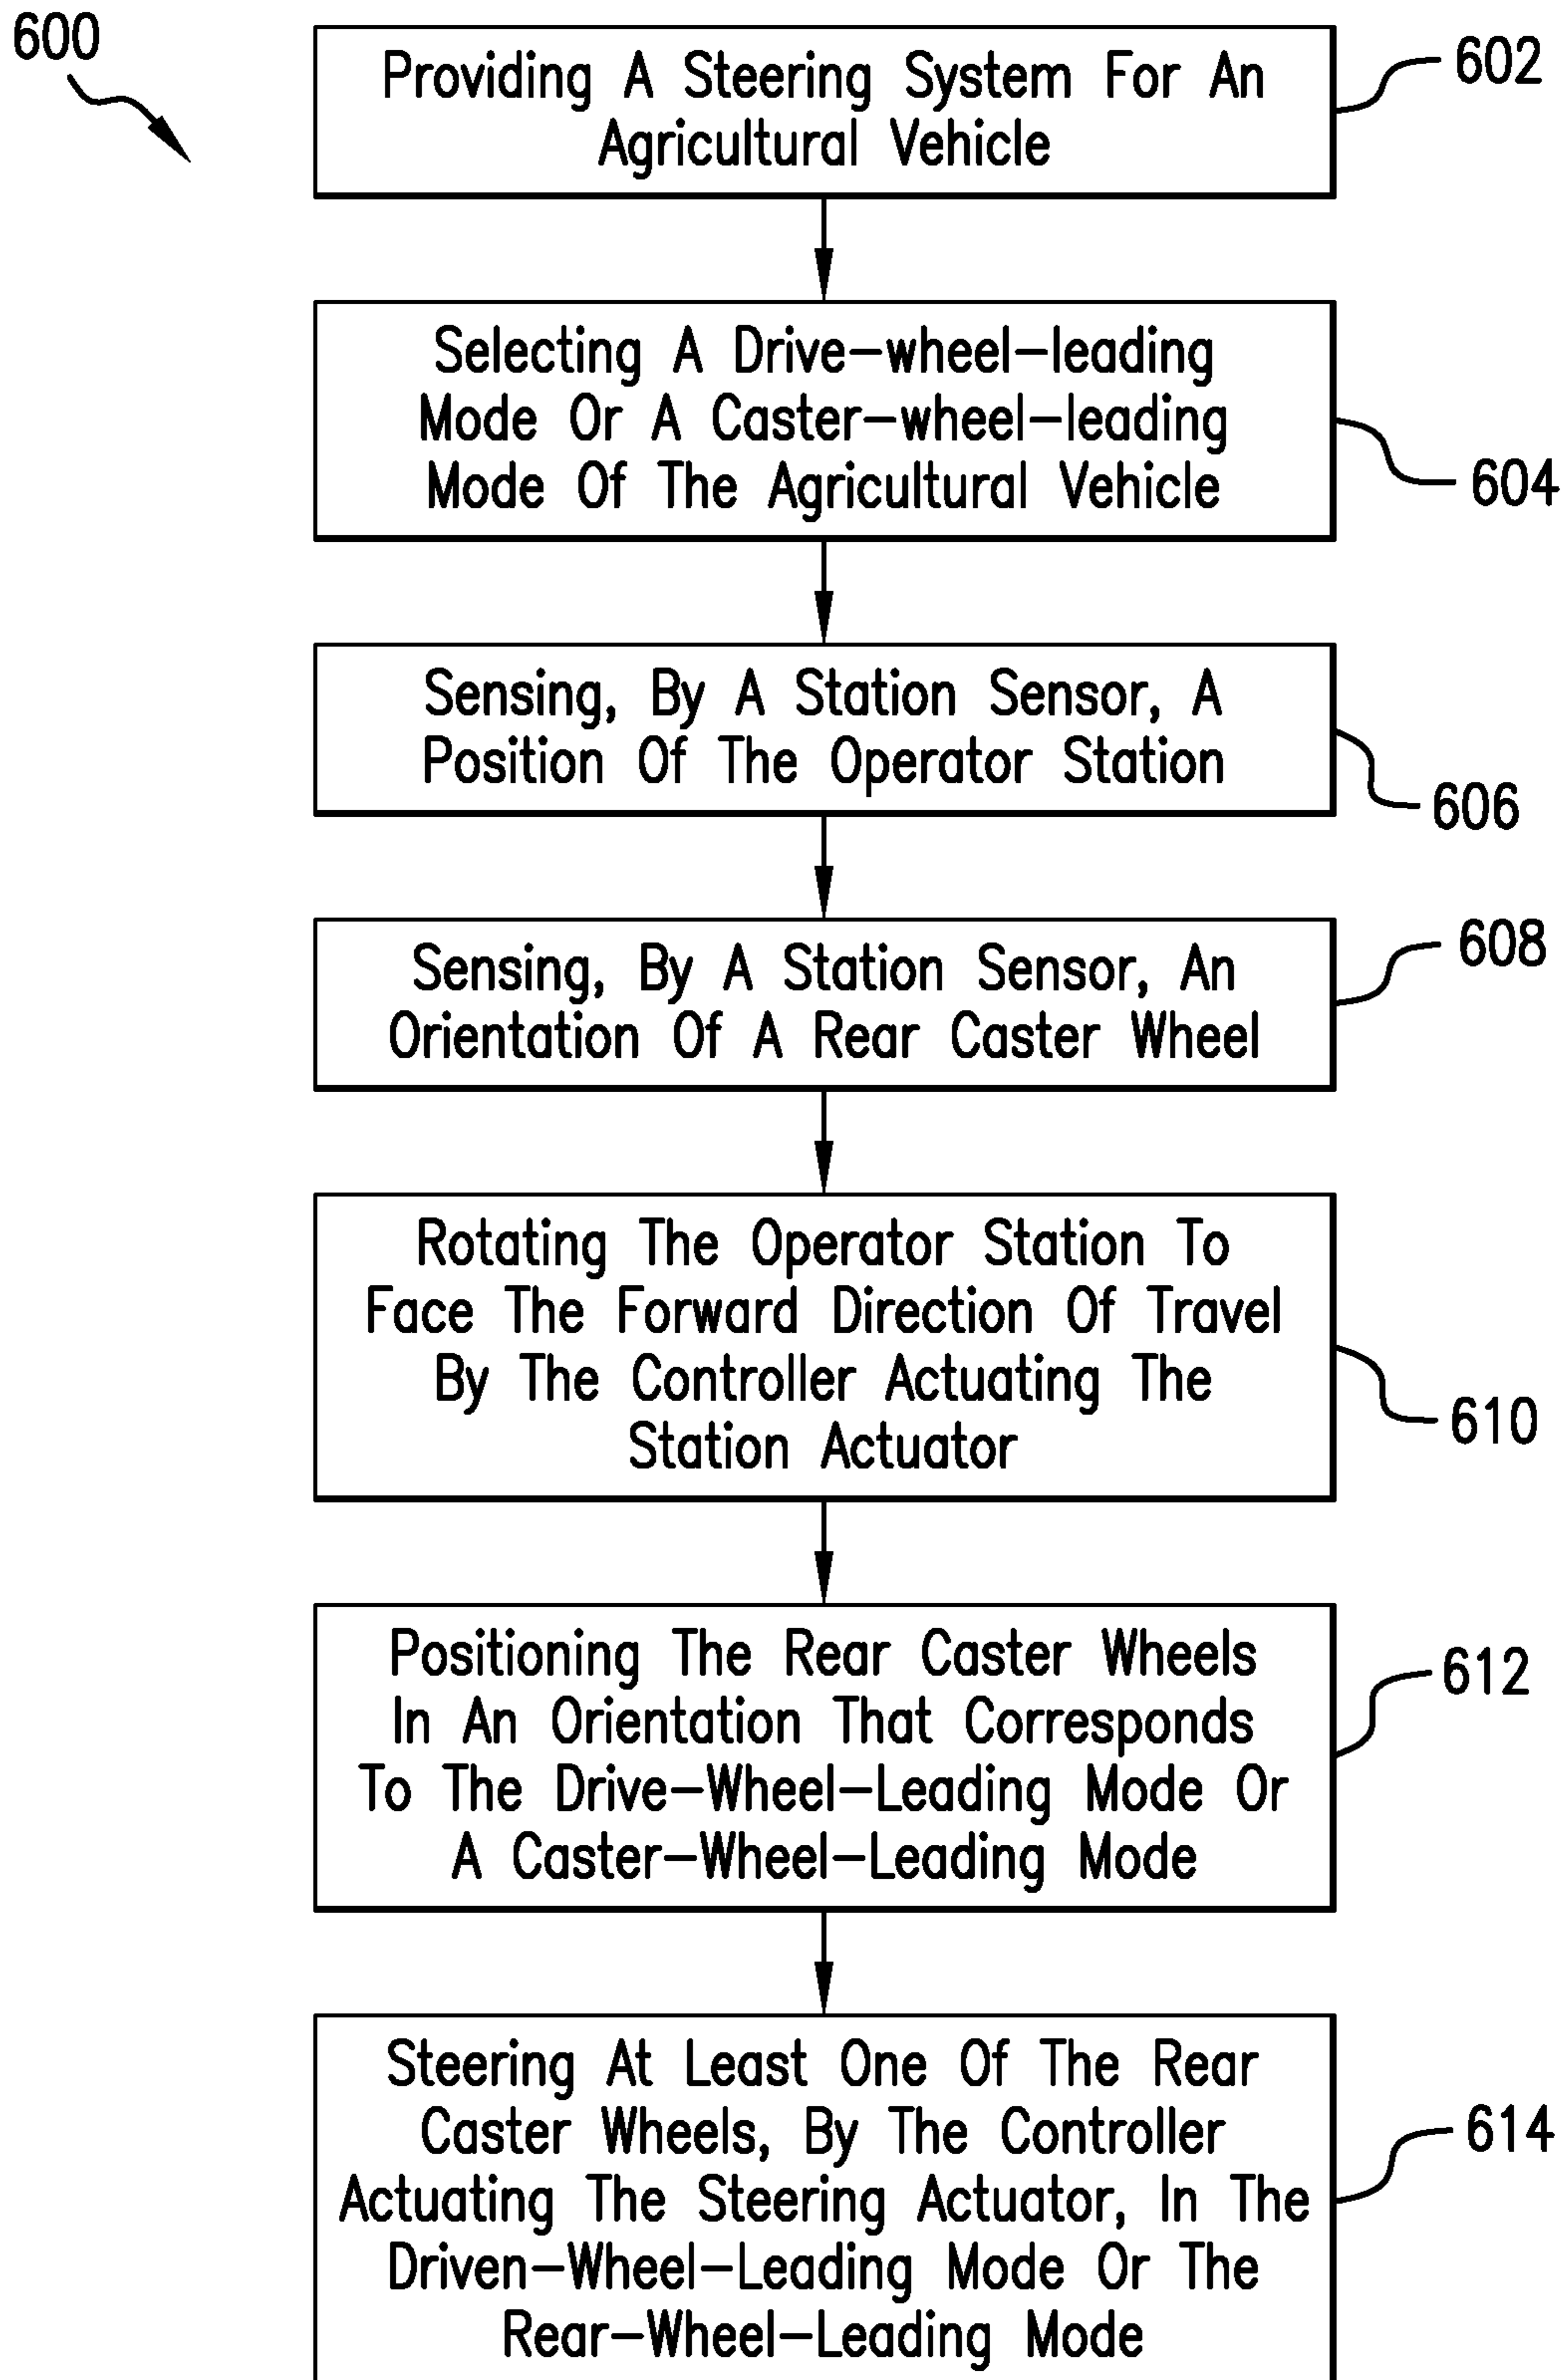 600
Providing A Steering System For An
Agricultural Vehicle
602
Selecting A Drive-wheel-leading
Mode Or A Caster-wheel-leading
Mode Of The Agricultural Vehicle
604
Sensing, By A Station Sensor, A
Position Of The Operator Station
606
Sensing, By A Station Sensor, An
Orientation Of A Rear Caster Wheel
608
Rotating The Operator Station To
Face The Forward Direction Of Travel
By The Controller Actuating The
Station Actuator
610
Positioning The Rear Caster Wheels
In An Orientation That Corresponds
To The Drive-Wheel-Leading Mode Or
A Caster-Wheel-Leading Mode
612
Steering At Least One Of The Rear
Caster Wheels, By The Controller
Actuating The Steering Actuator, In The
Driven-Wheel-Leading Mode Or The
Rear-Wheel-Leading Mode
614